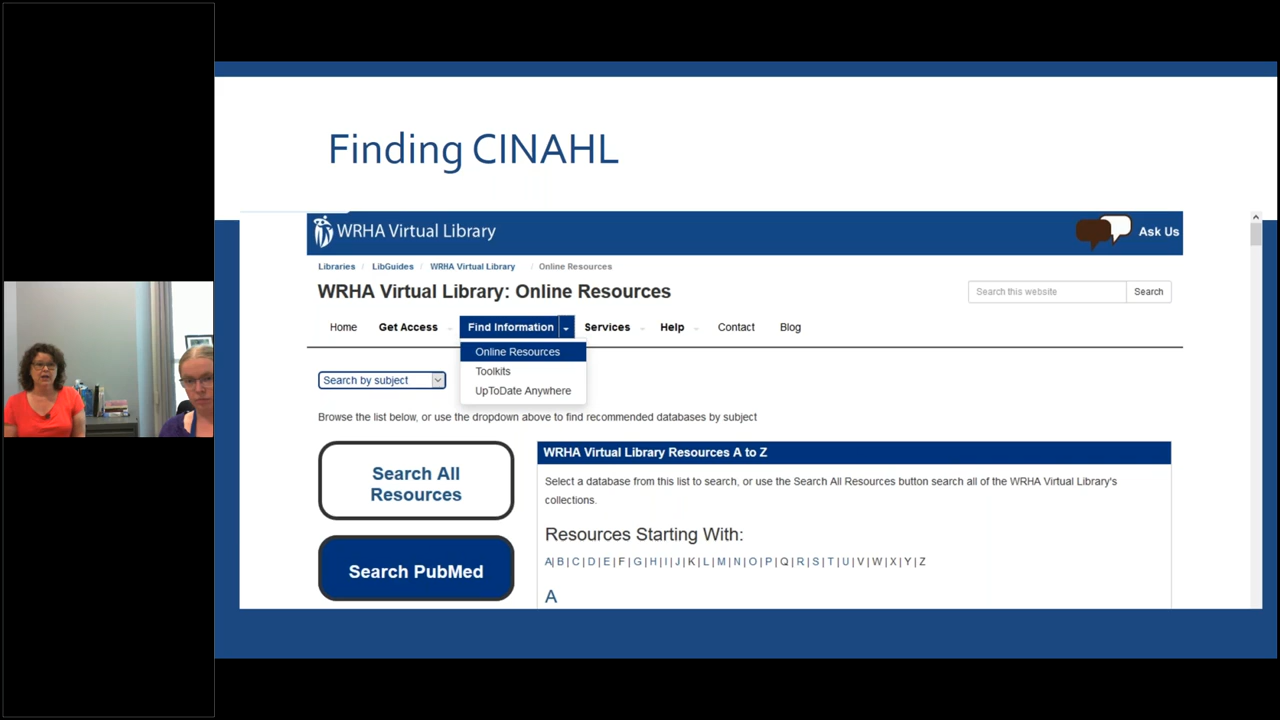 Finding CINAHL
WRHA Virtual Library
Ask Us
Libraries / LibGuides / WRHA Virtual Library / Online Resources
WRHA Virtual Library: Online Resources
Search this website Search
Home Get Access Find Information Services Help Contact Blog
Online Resources
Toolkits
UpToDate Anywhere
Search by subject
Browse the list below, or use the dropdown above to find recommended databases by subject
Search All
Resources
Search PubMed
WRHA Virtual Library Resources A to Z
Select a database from this list to search, or use the Search All Resources button search all of the WRHA Virtual Library's
collections.
Resources Starting With:
A| B | C | D | E | F | G | H | I | J | K | L | M | N | O | P | Q | R | S | T | U | V | W | X | Y | Z
A